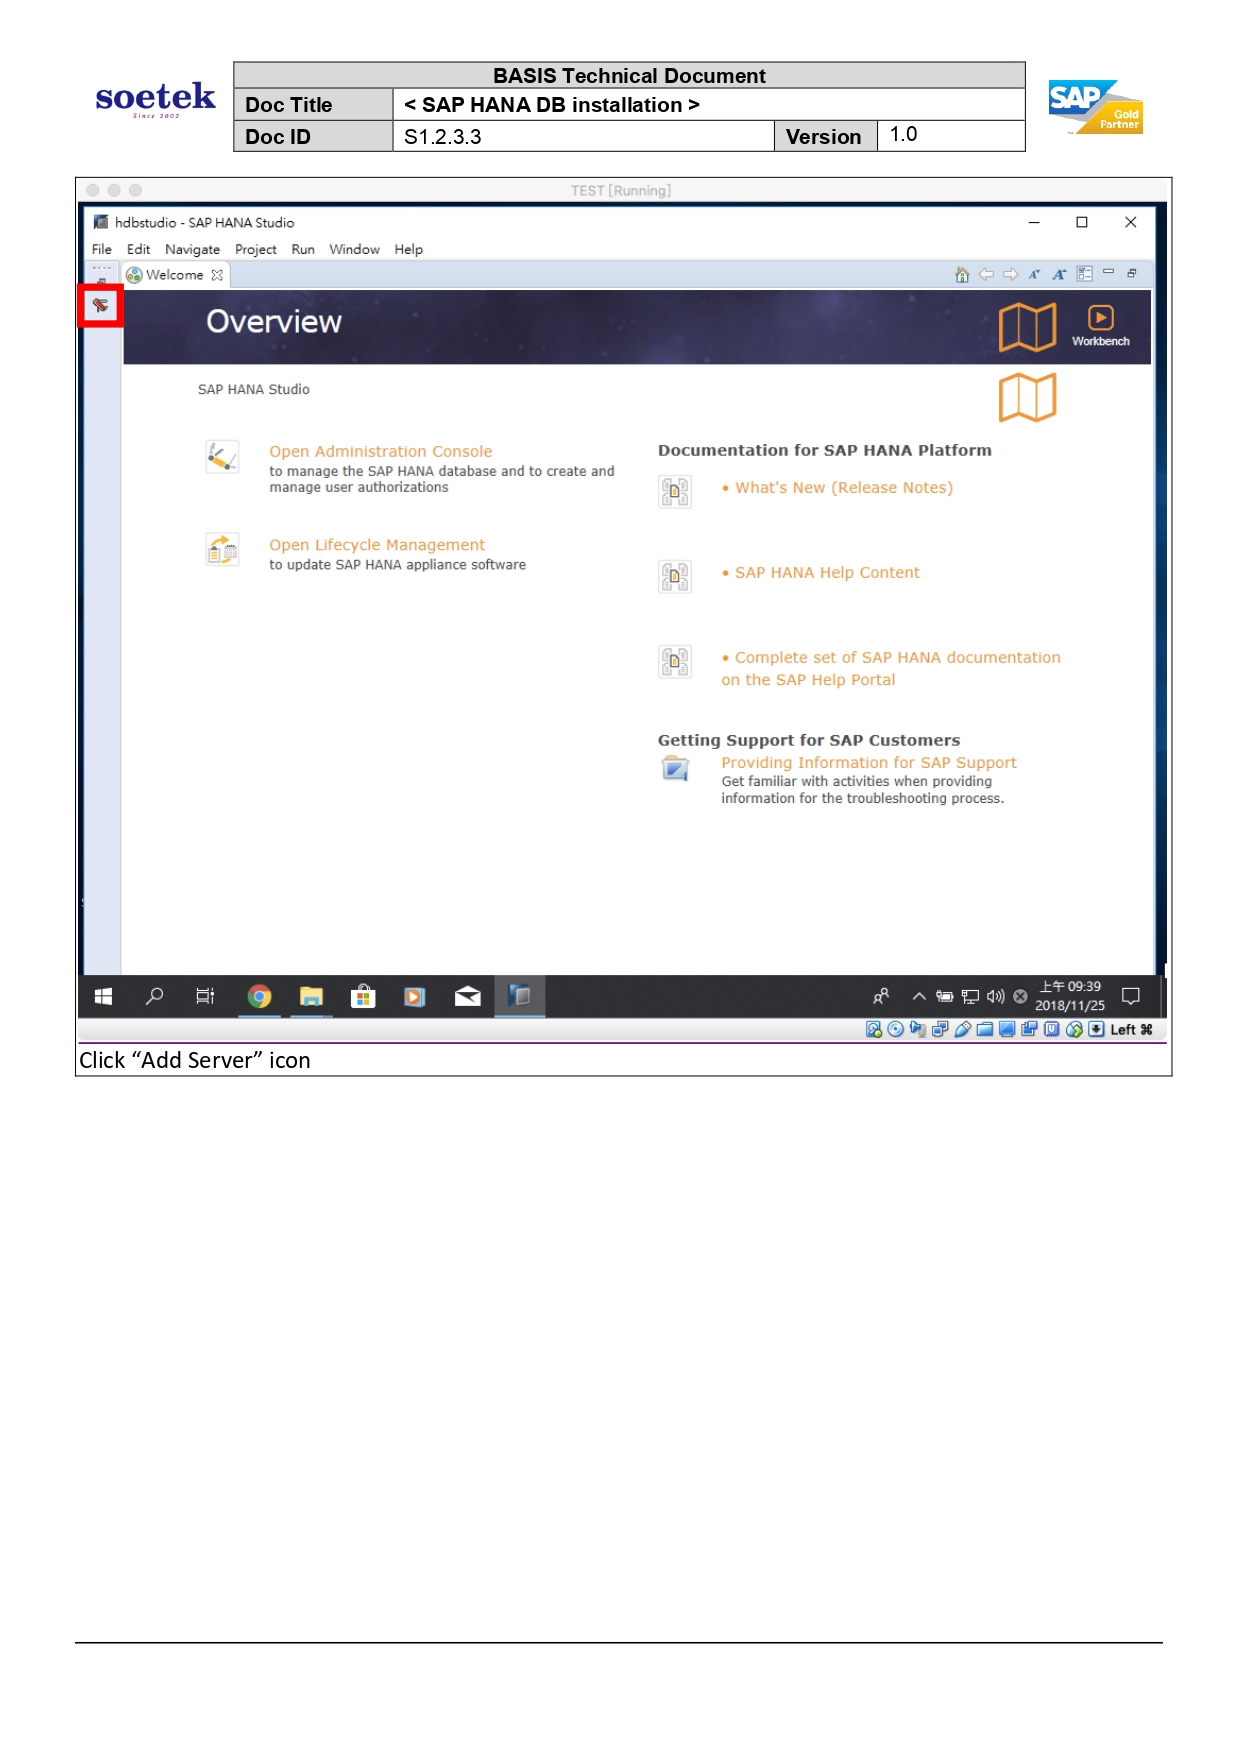 soetek
Since 2002
BASIS Technical Document
Doc Title < SAP HANA DB installation >
Doc ID S1.2.3.3 Version 1.0
SAP
Gold
Partner
TEST [Running]
hdbstudio - SAP HANA Studio
File Edit Navigate Project Run Window Help
Welcome
Overview
Workbench
SAP HANA Studio
Open Administration Console
to manage the SAP HANA database and to create and
manage user authorizations
Open Lifecycle Management
to update SAP HANA appliance software
Documentation for SAP HANA Platform
• What's New (Release Notes)
• SAP HANA Help Content
• Complete set of SAP HANA documentation
on the SAP Help Portal
Getting Support for SAP Customers
Providing Information for SAP Support
Get familiar with activities when providing
information for the troubleshooting process.
上午 09:39
2018/11/25
Left ⌘
Click “Add Server” icon